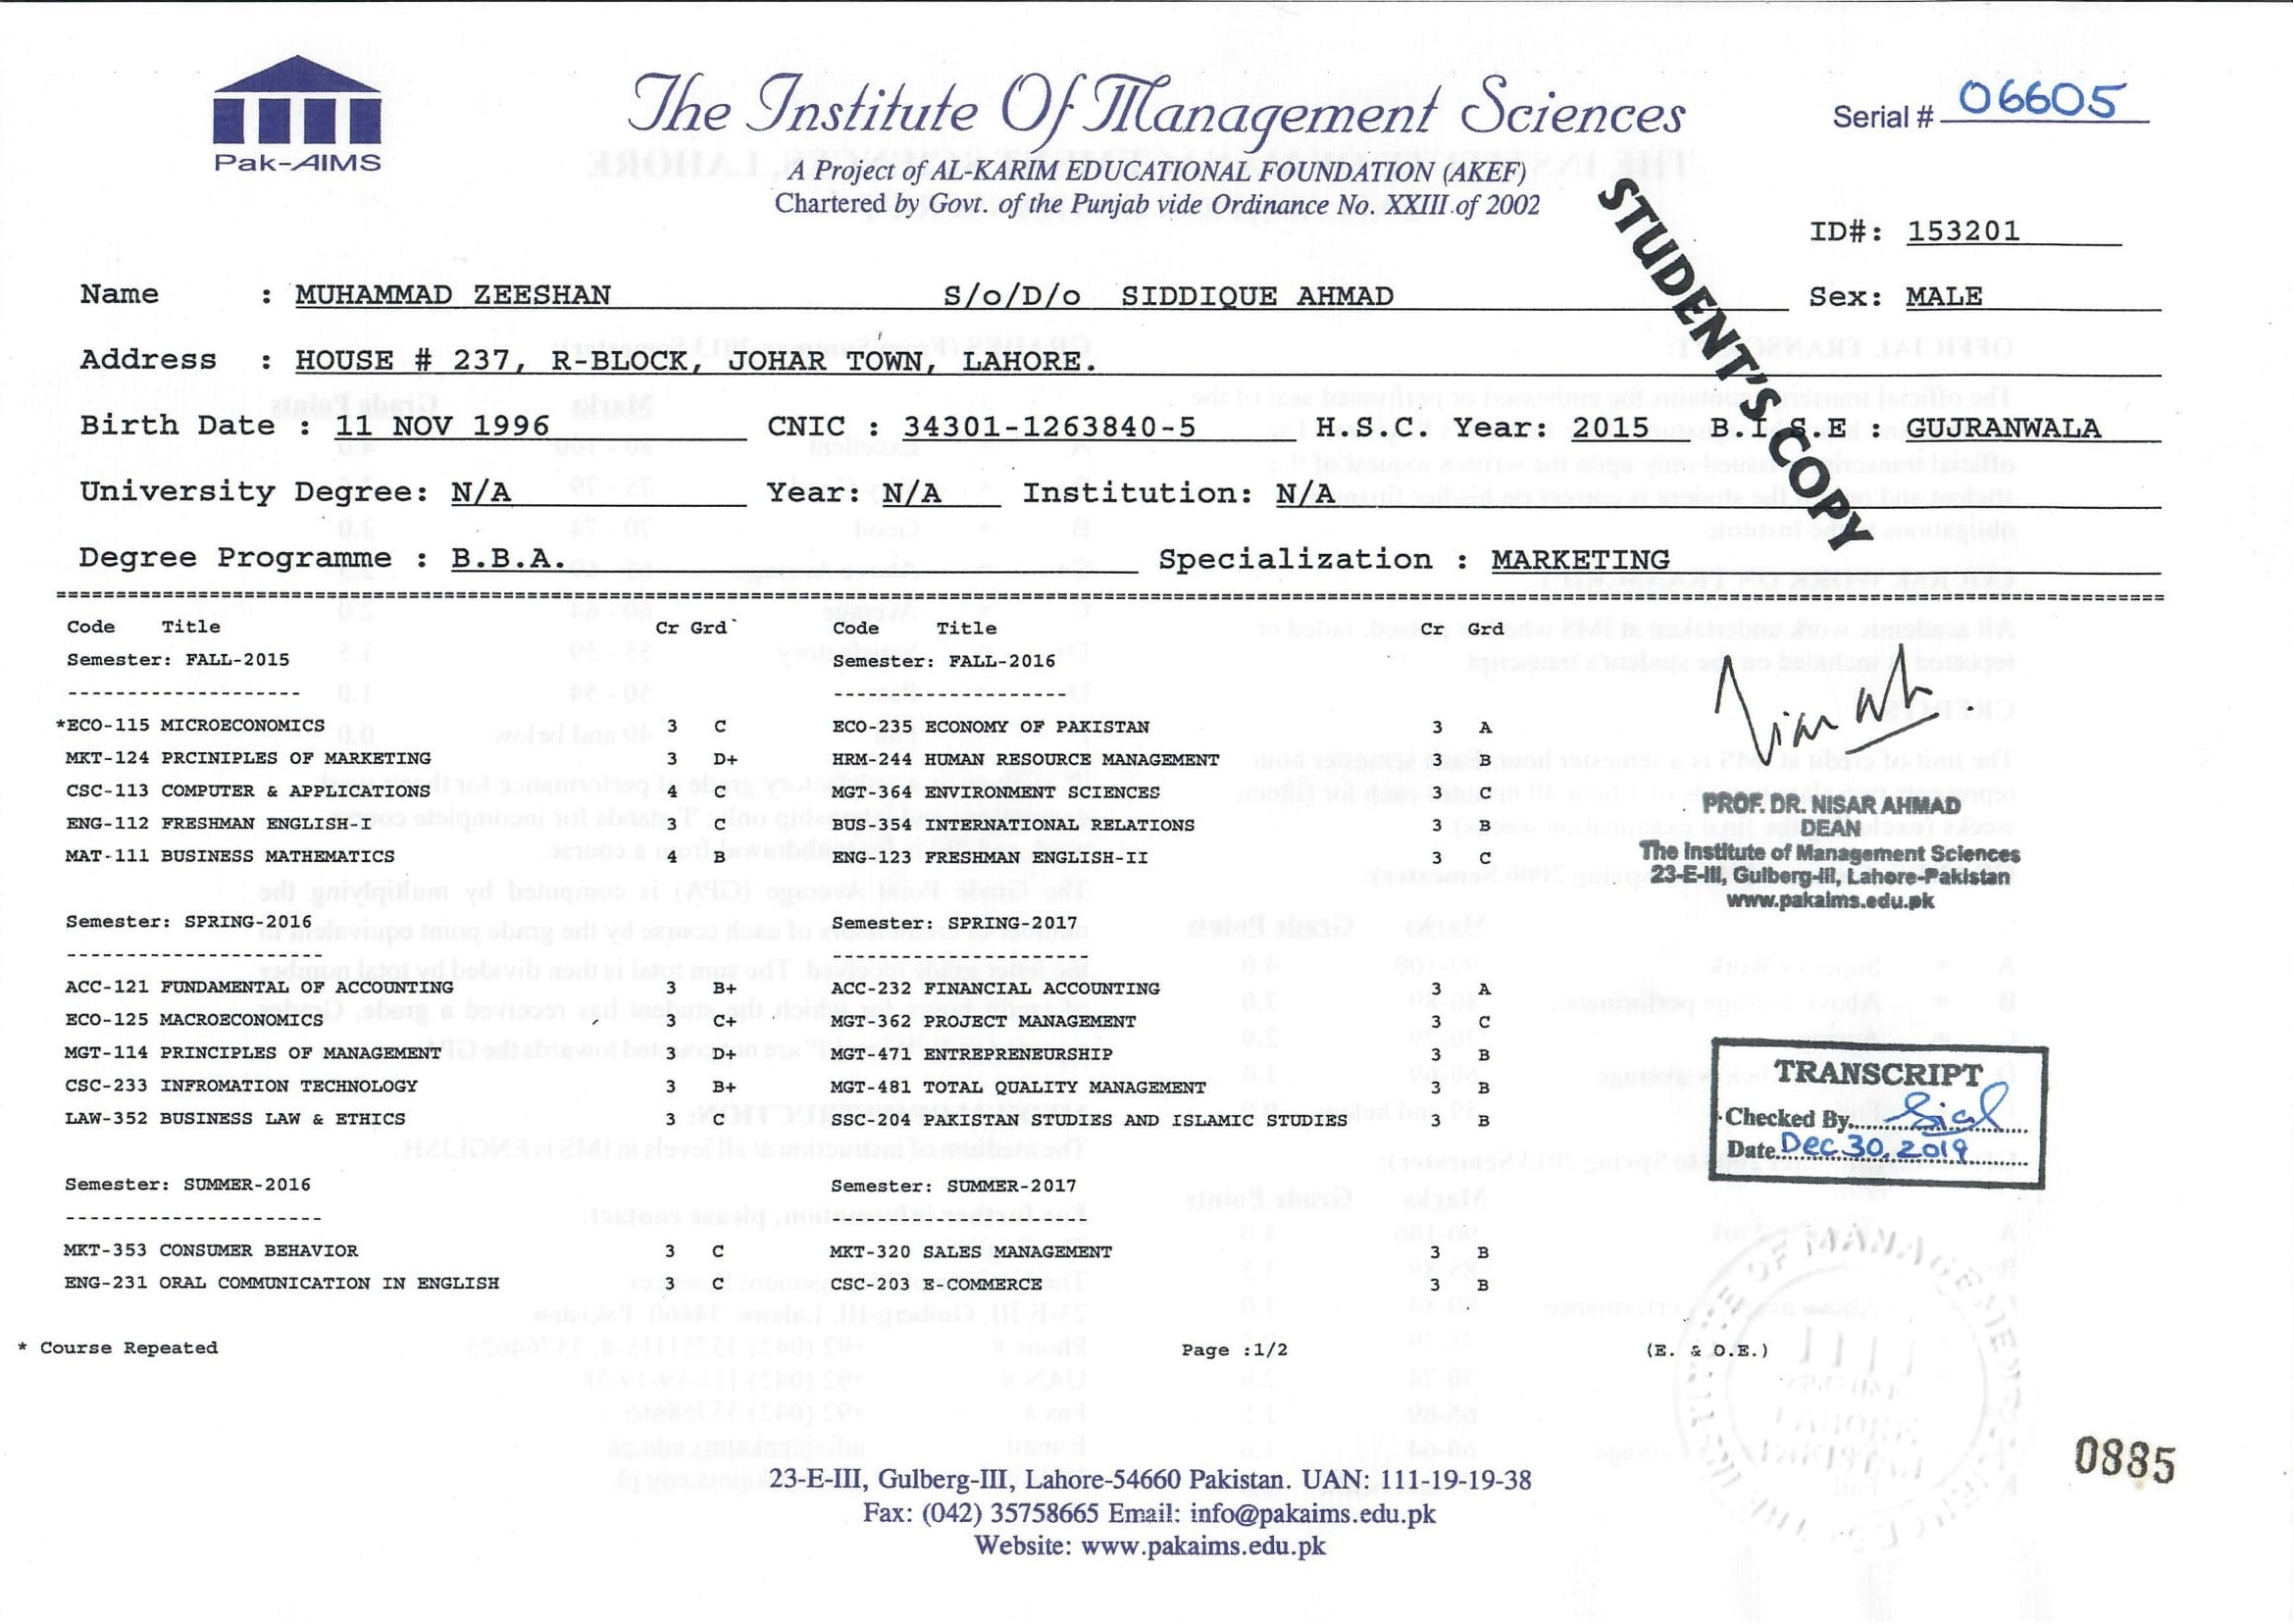 Pak-AIMS
The Institute Of Management Sciences
A Project of AL-KARIM EDUCATIONAL FOUNDATION (AKEF)
Chartered by Govt. of the Punjab vide Ordinance No. XXIII of 2002
Serial # 06605
ID#: 153201
STUDENT'S COPY
Name : MUHAMMAD ZEESHAN S/o/D/o SIDDIQUE AHMAD Sex: MALE
Address : HOUSE # 237, R-BLOCK, JOHAR TOWN, LAHORE.
Birth Date : 11 NOV 1996 CNIC : 34301-1263840-5 H.S.C. Year: 2015 B.I.S.E : GUJRANWALA
University Degree: N/A Year: N/A Institution: N/A
Degree Programme : B.B.A. Specialization : MARKETING
Code Title Cr Grd
Semester: FALL-2015
*ECO-115 MICROECONOMICS 3 C
MKT-124 PRCINIPLES OF MARKETING 3 D+
CSC-113 COMPUTER & APPLICATIONS 4 C
ENG-112 FRESHMAN ENGLISH-I 3 C
MAT-111 BUSINESS MATHEMATICS 4 B
Semester: SPRING-2016
ACC-121 FUNDAMENTAL OF ACCOUNTING 3 B+
ECO-125 MACROECONOMICS 3 C+
MGT-114 PRINCIPLES OF MANAGEMENT 3 D+
CSC-233 INFROMATION TECHNOLOGY 3 B+
LAW-352 BUSINESS LAW & ETHICS 3 C
Semester: SUMMER-2016
MKT-353 CONSUMER BEHAVIOR 3 C
ENG-231 ORAL COMMUNICATION IN ENGLISH 3 C
Code Title Cr Grd
Semester: FALL-2016
ECO-235 ECONOMY OF PAKISTAN 3 A
HRM-244 HUMAN RESOURCE MANAGEMENT 3 B
MGT-364 ENVIRONMENT SCIENCES 3 C
BUS-354 INTERNATIONAL RELATIONS 3 B
ENG-123 FRESHMAN ENGLISH-II 3 C
Semester: SPRING-2017
ACC-232 FINANCIAL ACCOUNTING 3 A
MGT-362 PROJECT MANAGEMENT 3 C
MGT-471 ENTREPRENEURSHIP 3 B
MGT-481 TOTAL QUALITY MANAGEMENT 3 B
SSC-204 PAKISTAN STUDIES AND ISLAMIC STUDIES 3 B
Semester: SUMMER-2017
MKT-320 SALES MANAGEMENT 3 B
CSC-203 E-COMMERCE 3 B
PROF. DR. NISAR AHMAD
DEAN
The Institute of Management Sciences
23-E-III, Gulberg-III, Lahore-Pakistan
www.pakaims.edu.pk
TRANSCRIPT
Checked By
Date Dec 30, 2019
* Course Repeated Page :1/2 (E. & O.E.)
0885
23-E-III, Gulberg-III, Lahore-54660 Pakistan. UAN: 111-19-19-38
Fax: (042) 35758665 Email: info@pakaims.edu.pk
Website: www.pakaims.edu.pk